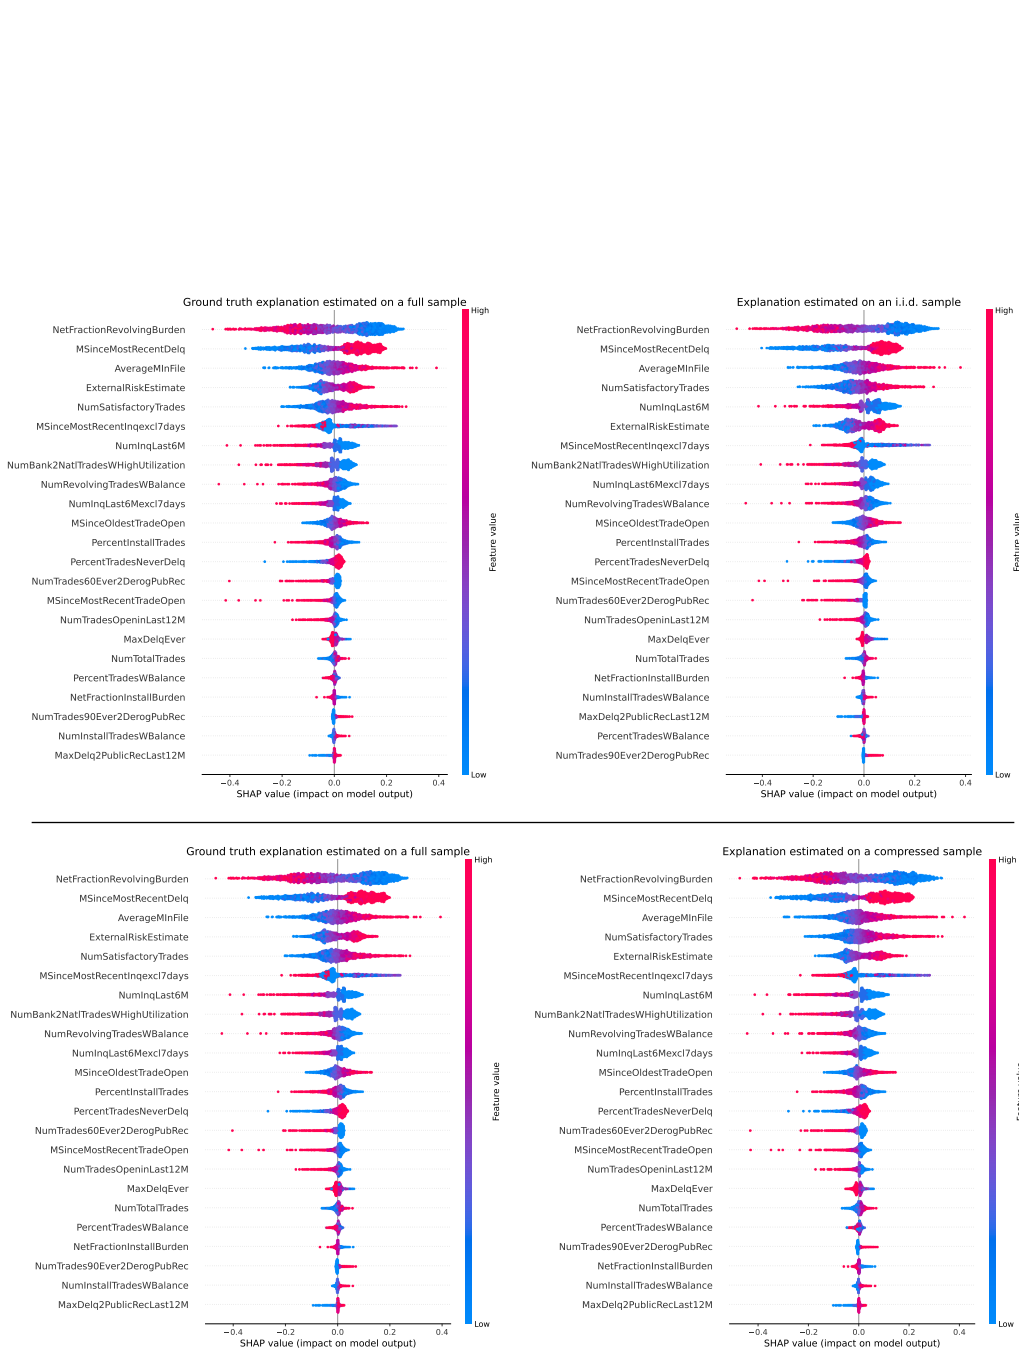 Ground truth explanation estimated on a full sample
High
NetFractionRevolvingBurden
MSinceMostRecentDelq
AverageMInFile
ExternalRiskEstimate
NumSatisfactoryTrades
MSinceMostRecentInqexcl7days
NumInqLast6M
NumBank2NatlTradesWHighUtilization
NumRevolvingTradesWBalance
NumInqLast6Mexcl7days
MSinceOldestTradeOpen
PercentInstallTrades
PercentTradesNeverDelq
NumTrades60Ever2DerogPubRec
MSinceMostRecentTradeOpen
NumTradesOpeninLast12M
MaxDelqEver
NumTotalTrades
PercentTradesWBalance
NetFractionInstallBurden
NumTrades90Ever2DerogPubRec
NumInstallTradesWBalance
MaxDelq2PublicRecLast12M
Feature value
Low
−0.4 −0.2 0.0 0.2 0.4
SHAP value (impact on model output)
Explanation estimated on an i.i.d. sample
High
NetFractionRevolvingBurden
MSinceMostRecentDelq
AverageMInFile
NumSatisfactoryTrades
NumInqLast6M
ExternalRiskEstimate
MSinceMostRecentInqexcl7days
NumBank2NatlTradesWHighUtilization
NumInqLast6Mexcl7days
NumRevolvingTradesWBalance
MSinceOldestTradeOpen
PercentInstallTrades
PercentTradesNeverDelq
MSinceMostRecentTradeOpen
NumTrades60Ever2DerogPubRec
NumTradesOpeninLast12M
MaxDelqEver
NumTotalTrades
NetFractionInstallBurden
NumInstallTradesWBalance
MaxDelq2PublicRecLast12M
PercentTradesWBalance
NumTrades90Ever2DerogPubRec
Feature value
Low
−0.4 −0.2 0.0 0.2 0.4
SHAP value (impact on model output)
Ground truth explanation estimated on a full sample
High
NetFractionRevolvingBurden
MSinceMostRecentDelq
AverageMInFile
ExternalRiskEstimate
NumSatisfactoryTrades
MSinceMostRecentInqexcl7days
NumInqLast6M
NumBank2NatlTradesWHighUtilization
NumRevolvingTradesWBalance
NumInqLast6Mexcl7days
MSinceOldestTradeOpen
PercentInstallTrades
PercentTradesNeverDelq
NumTrades60Ever2DerogPubRec
MSinceMostRecentTradeOpen
NumTradesOpeninLast12M
MaxDelqEver
NumTotalTrades
PercentTradesWBalance
NetFractionInstallBurden
NumTrades90Ever2DerogPubRec
NumInstallTradesWBalance
MaxDelq2PublicRecLast12M
Feature value
Low
−0.4 −0.2 0.0 0.2 0.4
SHAP value (impact on model output)
Explanation estimated on a compressed sample
High
NetFractionRevolvingBurden
MSinceMostRecentDelq
AverageMInFile
NumSatisfactoryTrades
ExternalRiskEstimate
MSinceMostRecentInqexcl7days
NumInqLast6M
NumBank2NatlTradesWHighUtilization
NumRevolvingTradesWBalance
NumInqLast6Mexcl7days
MSinceOldestTradeOpen
PercentInstallTrades
PercentTradesNeverDelq
NumTrades60Ever2DerogPubRec
MSinceMostRecentTradeOpen
NumTradesOpeninLast12M
MaxDelqEver
NumTotalTrades
PercentTradesWBalance
NumTrades90Ever2DerogPubRec
NetFractionInstallBurden
NumInstallTradesWBalance
MaxDelq2PublicRecLast12M
Low
−0.4 −0.2 0.0 0.2 0.4
SHAP value (impact on model output)